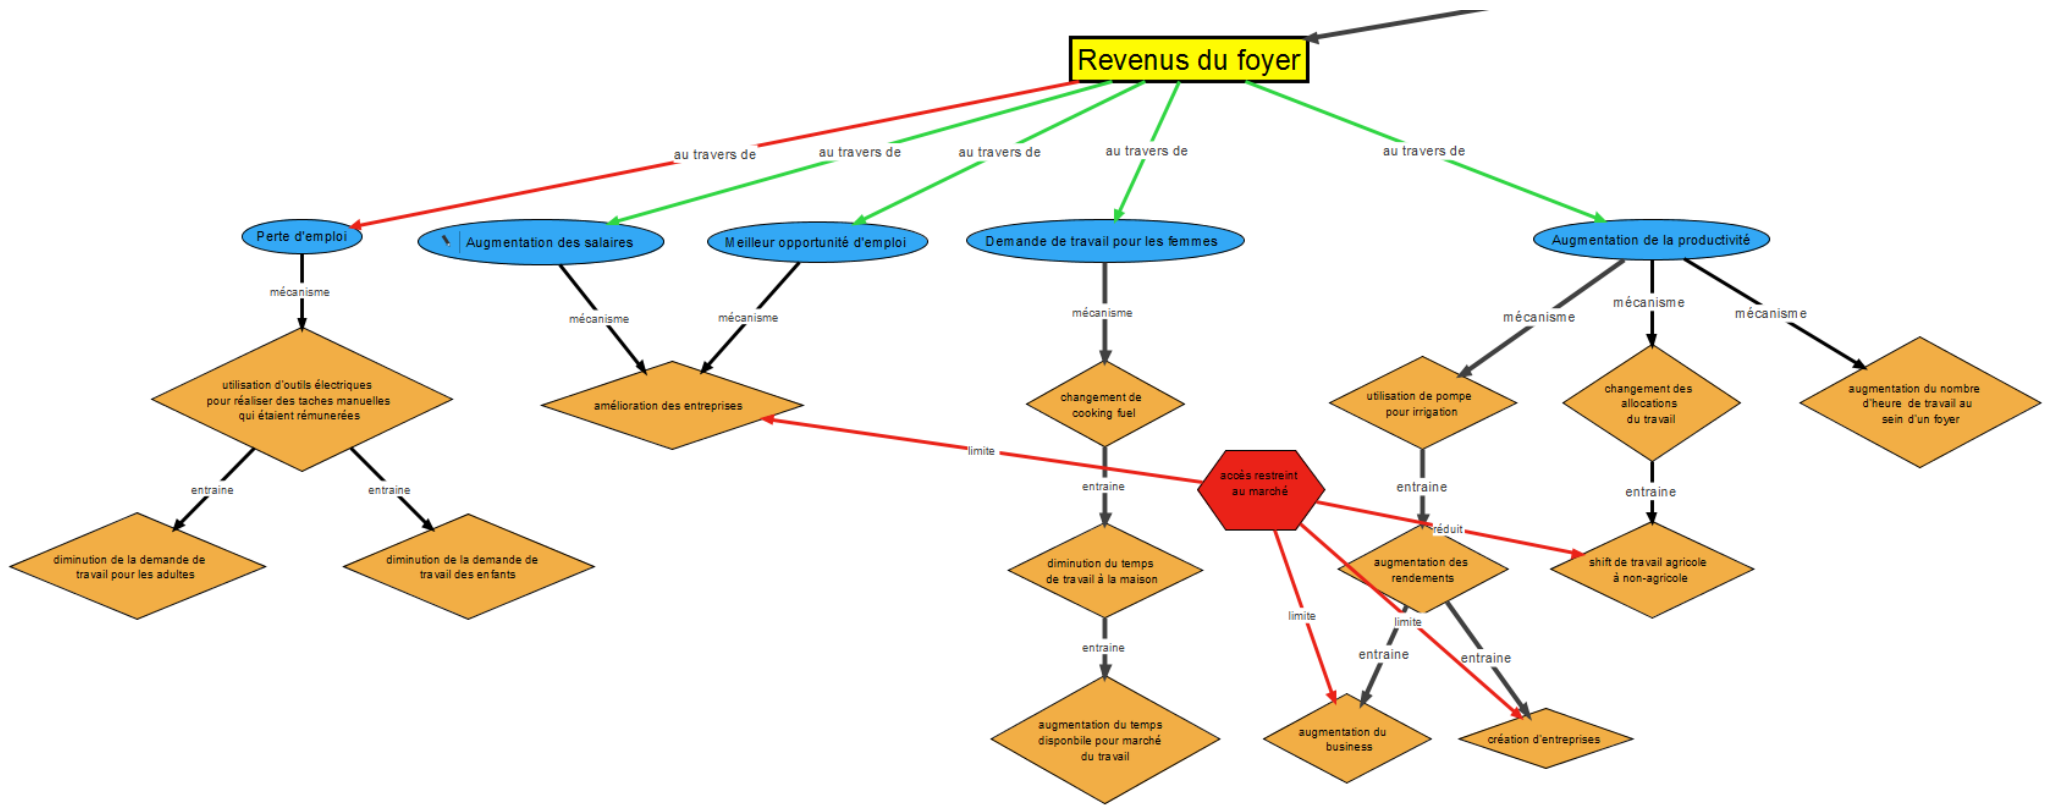 Revenus du foyer
au travers de
au travers de
au travers de
au travers de
au travers de
Perte d'emploi
Augmentation des salaires
Meilleur opportunité d'emploi
Demande de travail pour les femmes
Augmentation de la productivité
mécanisme
mécanisme
mécanisme
mécanisme
mécanisme
mécanisme
mécanisme
utilisation d'outils électriques
pour réaliser des taches manuelles
qui étaient rémunerées
amélioration des entreprises
changement de
cooking fuel
utilisation de pompe
pour irrigation
changement des
allocations
du travail
augmentation du nombre
d'heure de travail au
sein d'un foyer
limite
accès restreint
au marché
entraine
entraine
entraine
entraine
entraine
réduit
diminution de la demande de
travail pour les adultes
diminution de la demande de
travail des enfants
diminution du temps
de travail à la maison
augmentation des
rendements
shift de travail agricole
à non-agricole
limite
limite
entraine
entraine
entraine
augmentation du temps
disponbile pour marché
du travail
augmentation du
business
création d'entreprises